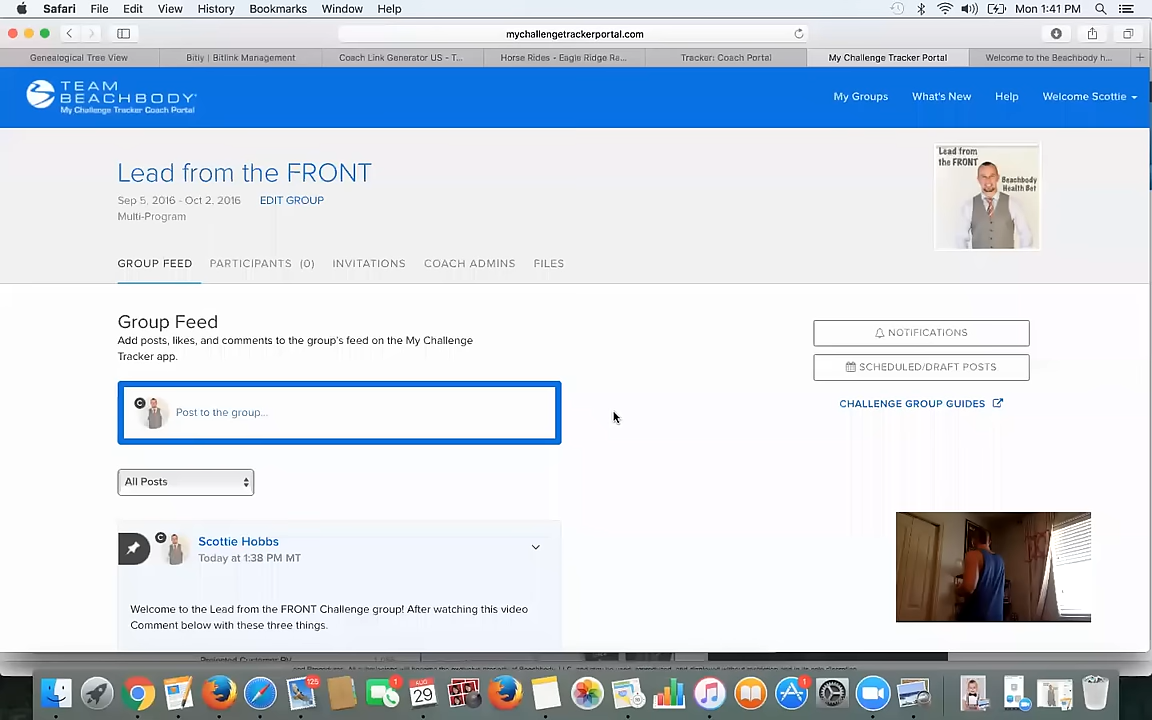 Safari File Edit View History Bookmarks Window Help Mon 1:41 PM
mychallengetrackerportal.com
Genealogical Tree View Bitly | Bitlink Management Coach Link Generator US - T... Horse Rides - Eagle Ridge Ra... Tracker: Coach Portal My Challenge Tracker Portal Welcome to the Beachbody h...
TEAM
BEACHBODY
My Challenge Tracker Coach Portal
My Groups What's New Help Welcome Scottie
Lead from the FRONT
Sep 5, 2016 - Oct 2, 2016 EDIT GROUP
Multi-Program
Lead from
the FRONT
Beachbody
Health Bet
GROUP FEED PARTICIPANTS (0) INVITATIONS COACH ADMINS FILES
Group Feed
Add posts, likes, and comments to the group's feed on the My Challenge
Tracker app.
NOTIFICATIONS
SCHEDULED/DRAFT POSTS
CHALLENGE GROUP GUIDES
C
Post to the group...
All Posts
C
Scottie Hobbs
Today at 1:38 PM MT
Welcome to the Lead from the FRONT Challenge group! After watching this video
Comment below with these three things.
125
1
AUG
29
1